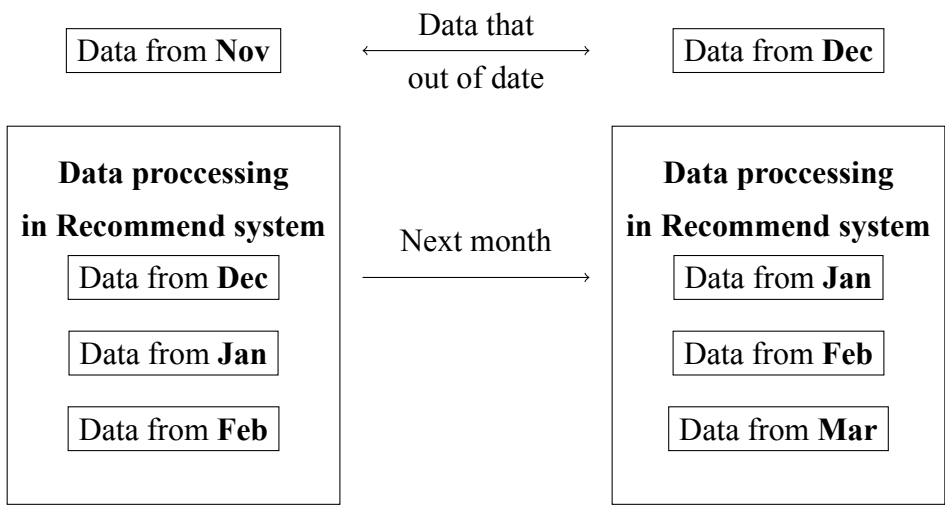 Data from Nov
Data that
out of date
Data from Dec
Data proccessing
in Recommend system
Data from Dec
Data from Jan
Data from Feb
Next month
Data proccessing
in Recommend system
Data from Jan
Data from Feb
Data from Mar